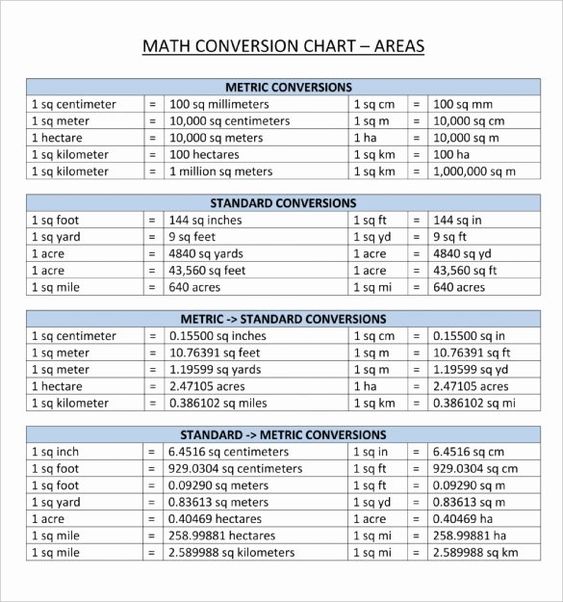 MATH CONVERSION CHART – AREAS
METRIC CONVERSIONS
1 sq centimeter = 100 sq millimeters 1 sq cm = 100 sq mm
1 sq meter = 10,000 sq centimeters 1 sq m = 10,000 sq cm
1 hectare = 10,000 sq meters 1 ha = 10,000 sq m
1 sq kilometer = 100 hectares 1 sq km = 100 ha
1 sq kilometer = 1 million sq meters 1 sq km = 1,000,000 sq m
STANDARD CONVERSIONS
1 sq foot = 144 sq inches 1 sq ft = 144 sq in
1 sq yard = 9 sq feet 1 sq yd = 9 sq ft
1 acre = 4840 sq yards 1 acre = 4840 sq yd
1 acre = 43,560 sq feet 1 acre = 43,560 sq ft
1 sq mile = 640 acres 1 sq mi = 640 acres
METRIC -> STANDARD CONVERSIONS
1 sq centimeter = 0.15500 sq inches 1 sq cm = 0.15500 sq in
1 sq meter = 10.76391 sq feet 1 sq m = 10.76391 sq ft
1 sq meter = 1.19599 sq yards 1 sq m = 1.19599 sq yd
1 hectare = 2.47105 acres 1 ha = 2.47105 acres
1 sq kilometer = 0.386102 sq miles 1 sq km = 0.386102 sq mi
STANDARD -> METRIC CONVERSIONS
1 sq inch = 6.4516 sq centimeters 1 sq in = 6.4516 sq cm
1 sq foot = 929.0304 sq centimeters 1 sq ft = 929.0304 sq cm
1 sq foot = 0.09290 sq meters 1 sq ft = 0.09290 sq m
1 sq yard = 0.83613 sq meters 1 sq yd = 0.83613 sq m
1 acre = 0.40469 hectares 1 acre = 0.40469 ha
1 sq mile = 258.99881 hectares 1 sq mi = 258.99881 ha
1 sq mile = 2.589988 sq kilometers 1 sq mi = 2.589988 sq km